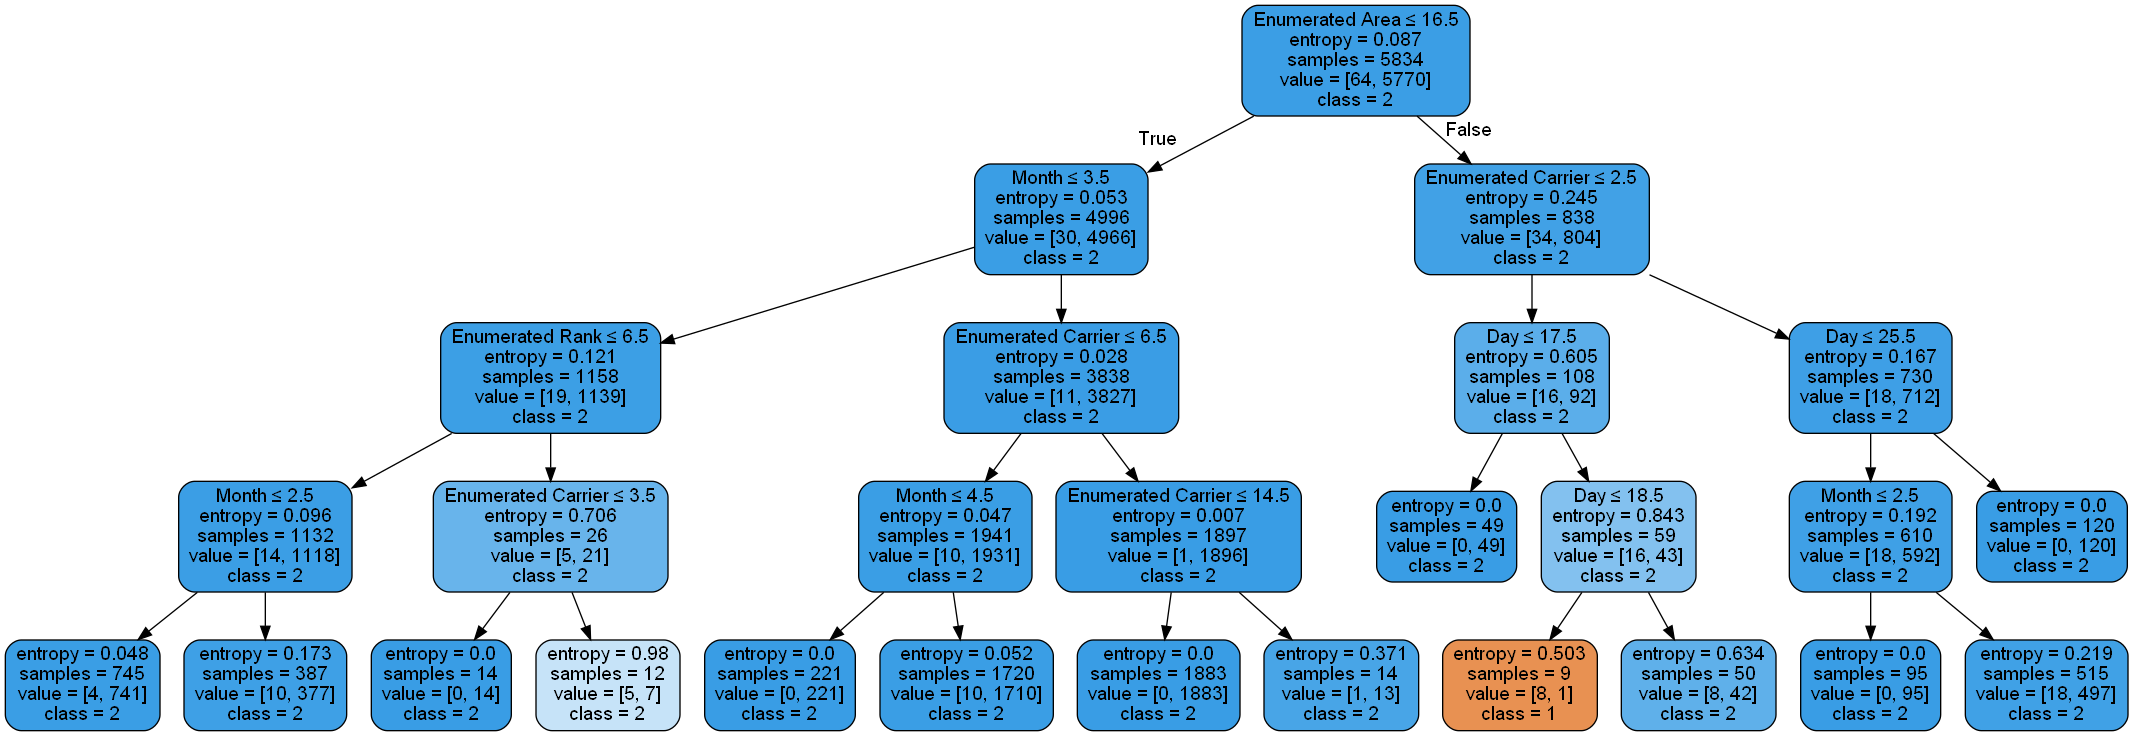 Enumerated Area ≤ 16.5
entropy = 0.087
samples = 5834
value = [64, 5770]
class = 2
True
False
Month ≤ 3.5
entropy = 0.053
samples = 4996
value = [30, 4966]
class = 2
Enumerated Carrier ≤ 2.5
entropy = 0.245
samples = 838
value = [34, 804]
class = 2
Enumerated Rank ≤ 6.5
entropy = 0.121
samples = 1158
value = [19, 1139]
class = 2
Enumerated Carrier ≤ 6.5
entropy = 0.028
samples = 3838
value = [11, 3827]
class = 2
Day ≤ 17.5
entropy = 0.605
samples = 108
value = [16, 92]
class = 2
Day ≤ 25.5
entropy = 0.167
samples = 730
value = [18, 712]
class = 2
Month ≤ 2.5
entropy = 0.096
samples = 1132
value = [14, 1118]
class = 2
Enumerated Carrier ≤ 3.5
entropy = 0.706
samples = 26
value = [5, 21]
class = 2
Month ≤ 4.5
entropy = 0.047
samples = 1941
value = [10, 1931]
class = 2
Enumerated Carrier ≤ 14.5
entropy = 0.007
samples = 1897
value = [1, 1896]
class = 2
entropy = 0.0
samples = 49
value = [0, 49]
class = 2
Day ≤ 18.5
entropy = 0.843
samples = 59
value = [16, 43]
class = 2
Month ≤ 2.5
entropy = 0.192
samples = 610
value = [18, 592]
class = 2
entropy = 0.0
samples = 120
value = [0, 120]
class = 2
entropy = 0.048
samples = 745
value = [4, 741]
class = 2
entropy = 0.173
samples = 387
value = [10, 377]
class = 2
entropy = 0.0
samples = 14
value = [0, 14]
class = 2
entropy = 0.98
samples = 12
value = [5, 7]
class = 2
entropy = 0.0
samples = 221
value = [0, 221]
class = 2
entropy = 0.052
samples = 1720
value = [10, 1710]
class = 2
entropy = 0.0
samples = 1883
value = [0, 1883]
class = 2
entropy = 0.371
samples = 14
value = [1, 13]
class = 2
entropy = 0.503
samples = 9
value = [8, 1]
class = 1
entropy = 0.634
samples = 50
value = [8, 42]
class = 2
entropy = 0.0
samples = 95
value = [0, 95]
class = 2
entropy = 0.219
samples = 515
value = [18, 497]
class = 2